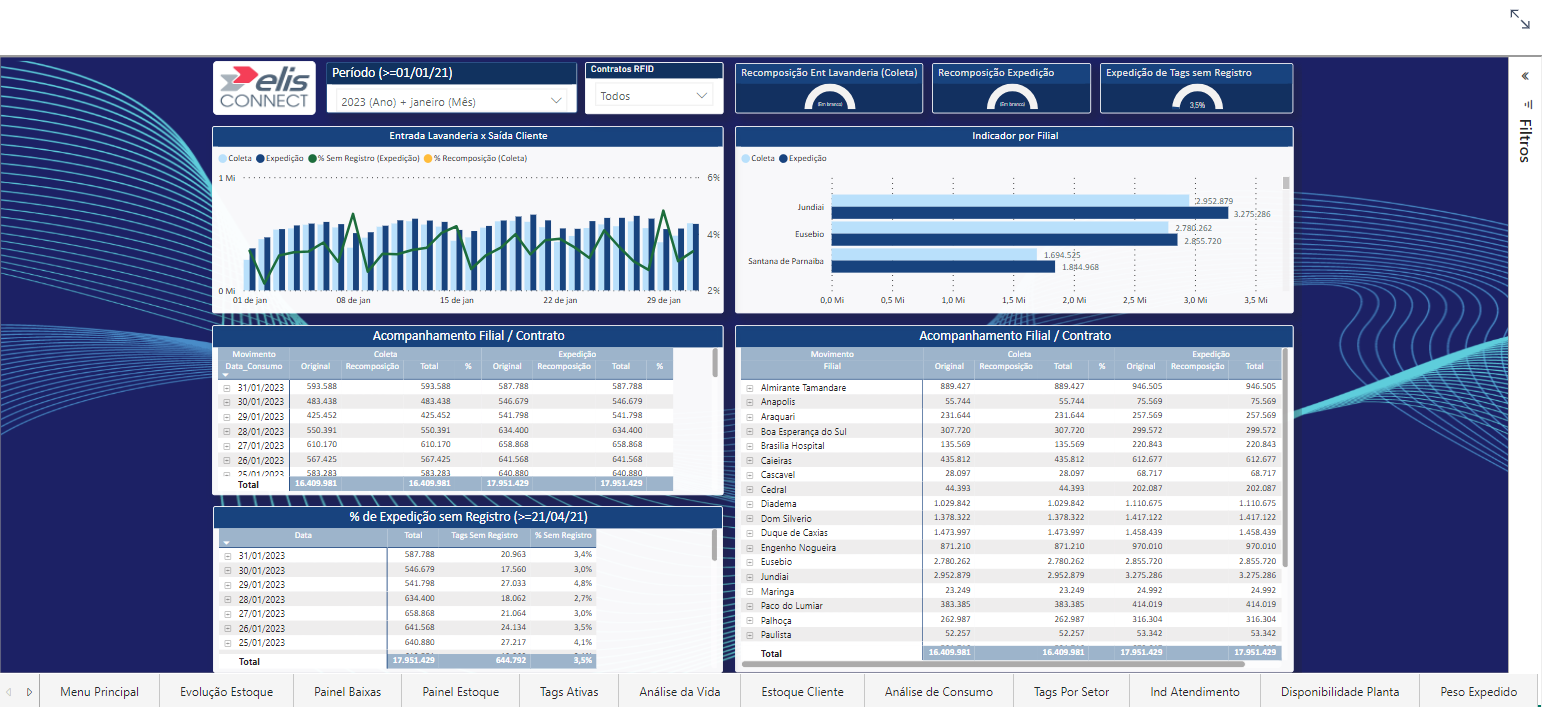 elis
CONNECT
Período (>=01/01/21)
2023 (Ano) + janeiro (Mês)
Contratos RFID
Todos
Recomposição Ent Lavanderia (Coleta)
(Em branco)
Recomposição Expedição
(Em branco)
Expedição de Tags sem Registro
3,5%
Filtros
Entrada Lavanderia x Saída Cliente
Coleta Expedição % Sem Registro (Expedição) % Recomposição (Coleta)
1 Mi 6%
4%
0 Mi 2%
01 de jan 08 de jan 15 de jan 22 de jan 29 de jan
Indicador por Filial
Coleta Expedição
Jundiai 2.952.879
3.275.286
Eusebio 2.780.262
2.855.720
Santana de Parnaiba 1.694.525
1.844.968
0,0 Mi 0,5 Mi 1,0 Mi 1,5 Mi 2,0 Mi 2,5 Mi 3,0 Mi 3,5 Mi
Acompanhamento Filial / Contrato
Movimento Coleta Expedição
Data_Consumo Original Recomposição Total % Original Recomposição Total %
31/01/2023 593.588 593.588 587.788 587.788
30/01/2023 483.438 483.438 546.679 546.679
29/01/2023 425.452 425.452 541.798 541.798
28/01/2023 550.391 550.391 634.400 634.400
27/01/2023 610.170 610.170 658.868 658.868
26/01/2023 567.425 567.425 641.568 641.568
25/01/2023 583.283 583.283 640.880 640.880
Total 16.409.981 16.409.981 17.951.429 17.951.429
% de Expedição sem Registro (>=21/04/21)
Data Total Tags Sem Registro % Sem Registro
31/01/2023 587.788 20.963 3,4%
30/01/2023 546.679 17.560 3,0%
29/01/2023 541.798 27.033 4,8%
28/01/2023 634.400 18.062 2,7%
27/01/2023 658.868 21.064 3,0%
26/01/2023 641.568 24.134 3,5%
25/01/2023 640.880 27.217 4,1%
Total 17.951.429 644.792 3,5%
Acompanhamento Filial / Contrato
Movimento Coleta Expedição
Filial Original Recomposição Total % Original Recomposição Total
Almirante Tamandare 889.427 889.427 946.505 946.505
Anapolis 55.744 55.744 75.569 75.569
Araquari 231.644 231.644 257.569 257.569
Boa Esperança do Sul 307.720 307.720 299.572 299.572
Brasilia Hospital 135.569 135.569 220.843 220.843
Caieiras 435.812 435.812 612.677 612.677
Cascavel 28.097 28.097 68.717 68.717
Cedral 44.393 44.393 202.087 202.087
Diadema 1.029.842 1.029.842 1.110.675 1.110.675
Dom Silverio 1.378.322 1.378.322 1.417.122 1.417.122
Duque de Caxias 1.473.997 1.473.997 1.458.439 1.458.439
Engenho Nogueira 871.210 871.210 970.010 970.010
Eusebio 2.780.262 2.780.262 2.855.720 2.855.720
Jundiai 2.952.879 2.952.879 3.275.286 3.275.286
Maringa 23.249 23.249 24.992 24.992
Paco do Lumiar 383.385 383.385 414.019 414.019
Palhoça 262.987 262.987 316.304 316.304
Paulista 52.257 52.257 53.342 53.342
Total 16.409.981 16.409.981 17.951.429 17.951.429
Menu Principal Evolução Estoque Painel Baixas Painel Estoque Tags Ativas Análise da Vida Estoque Cliente Análise de Consumo Tags Por Setor Ind Atendimento Disponibilidade Planta Peso Expedido